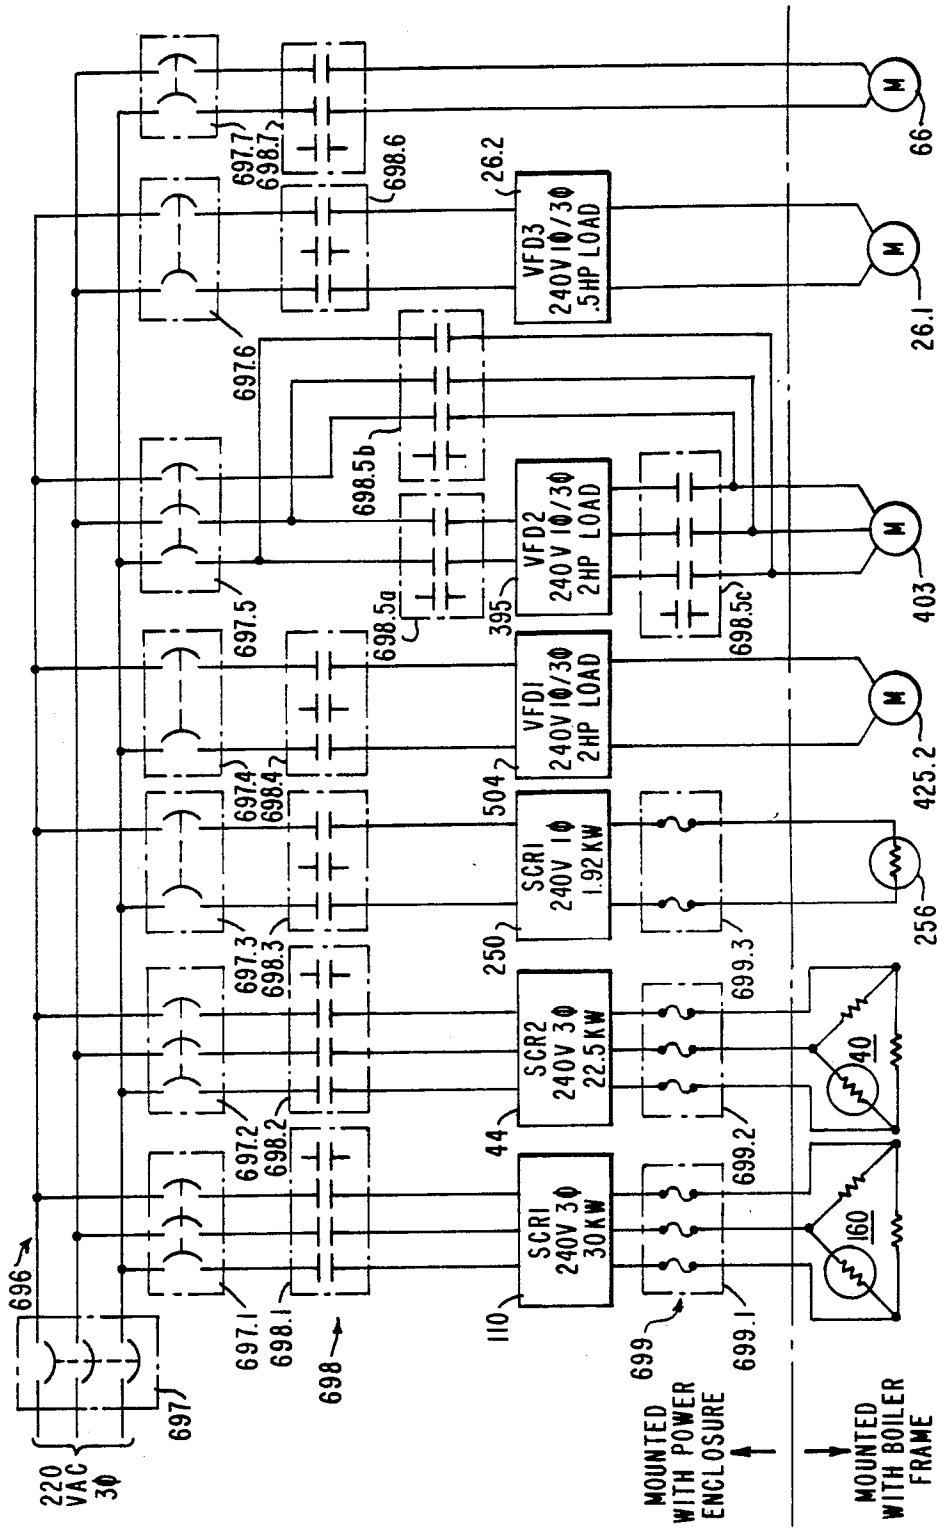 220
VAC
3Φ
696
697
697.1
698.1
698
697.2
698.2
697.3
698.3
697.4
698.4
697.5
698.5a
698.5b
697.6
698.6
697.7
698.7
110
SCR1
240V 3Φ
30KW
44
SCR2
240V 3Φ
22.5KW
250
SCR1
240V 1Φ
1.92KW
504
VFD1
240V 1Φ/3Φ
2HP LOAD
395
VFD2
240V 1Φ/3Φ
2HP LOAD
26.2
VFD3
240V 1Φ/3Φ
.5HP LOAD
699
699.1
699.2
699.3
698.5c
MOUNTED
WITH POWER
ENCLOSURE
MOUNTED
WITH BOILER
FRAME
160
40
256
M
425.2
M
403
M
26.1
M
66